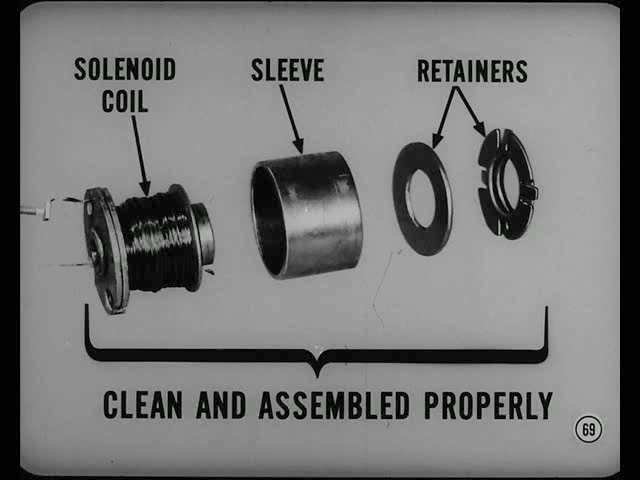 SOLENOID
COIL
SLEEVE
RETAINERS
CLEAN AND ASSEMBLED PROPERLY
69